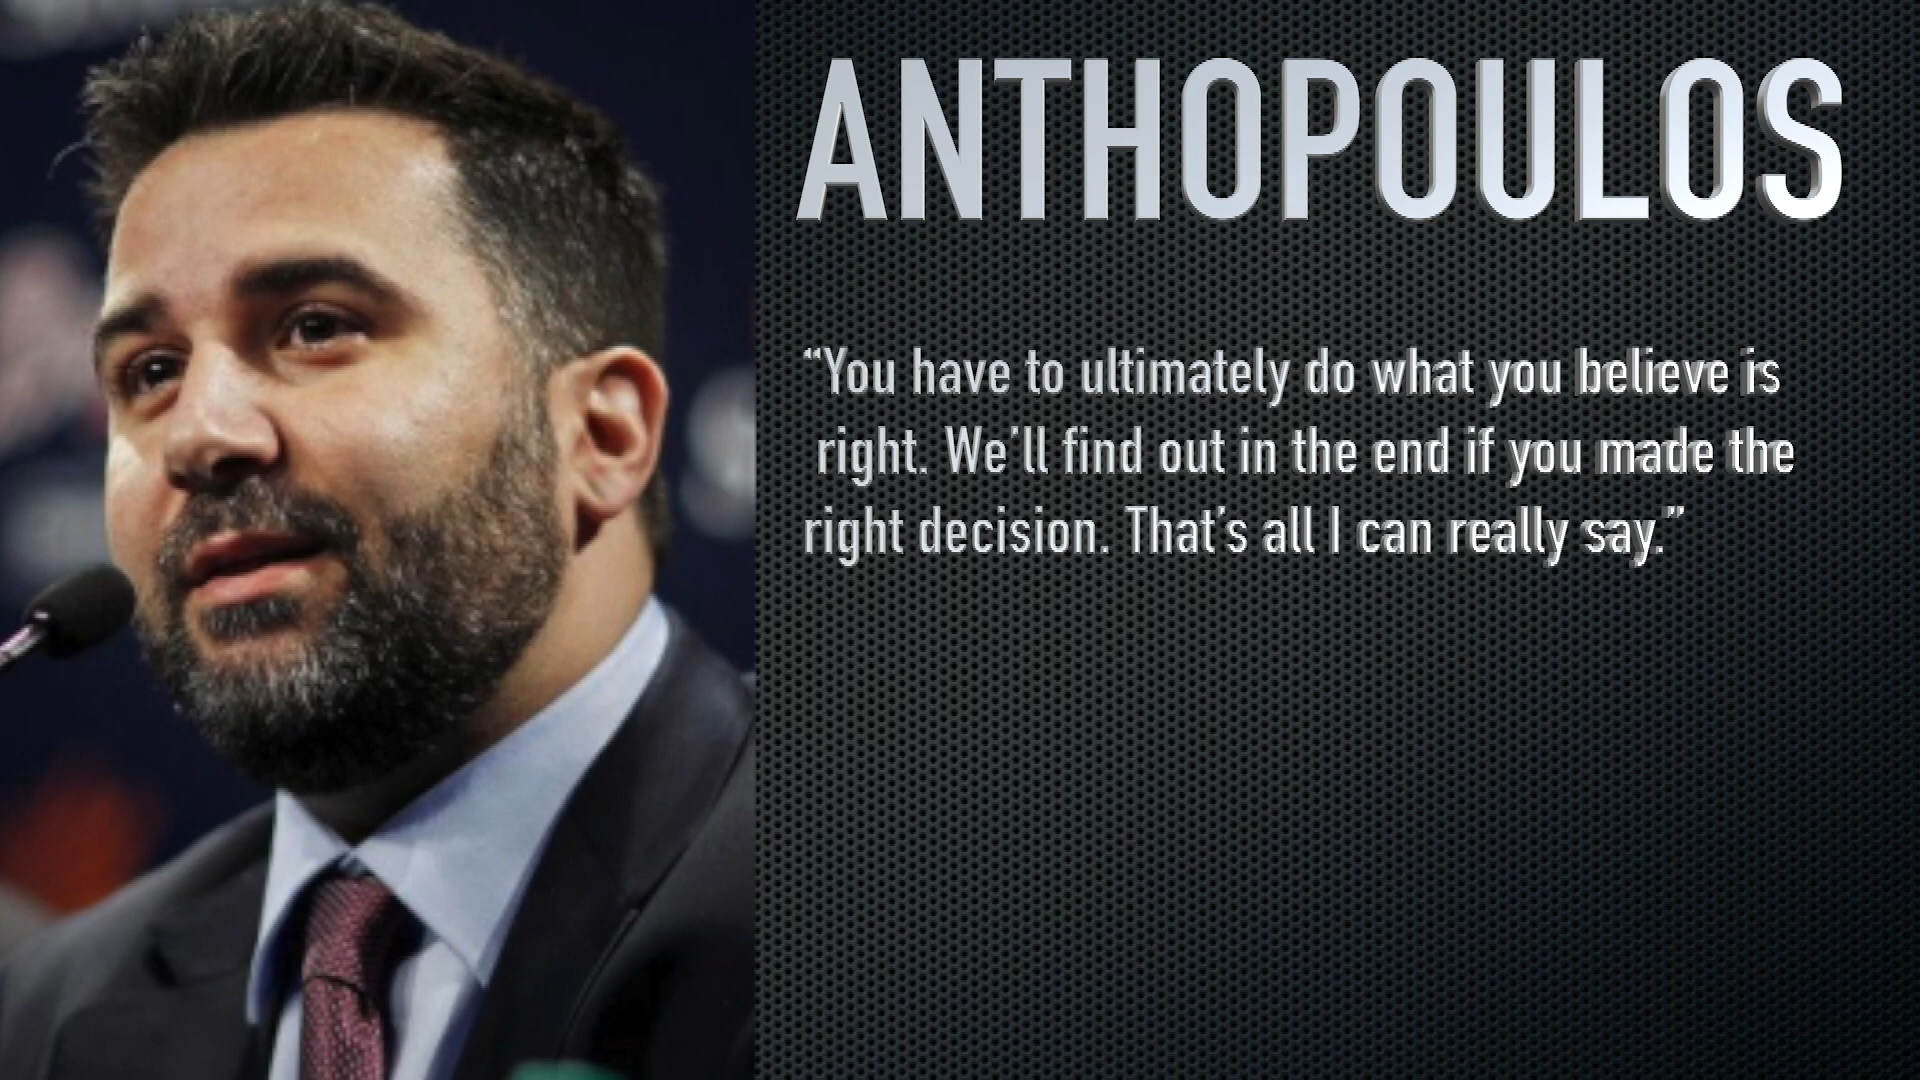 ANTHOPOULOS
“You have to ultimately do what you believe is
right. We’ll find out in the end if you made the
right decision. That’s all I can really say.”